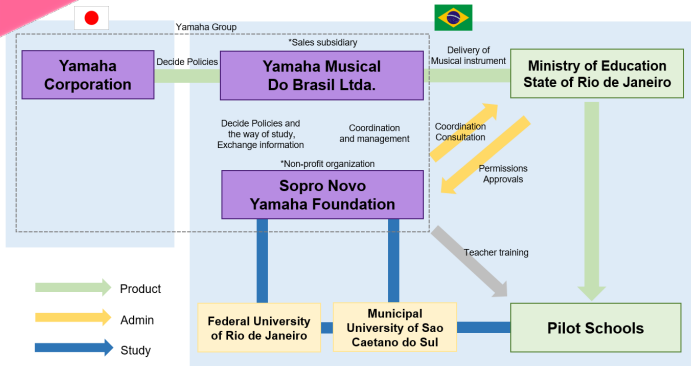 Yamaha Group
*Sales subsidiary
Yamaha
Corporation
Decide Policies
Yamaha Musical
Do Brasil Ltda.
Delivery of
Musical instrument
Ministry of Education
State of Rio de Janeiro
Decide Policies and
the way of study,
Exchange information
Coordination
and management
Coordination
Consultation
Permissions
Approvals
*Non-profit organization
Sopro Novo
Yamaha Foundation
Teacher training
Product
Admin
Study
Federal University
of Rio de Janeiro
Municipal
University of Sao
Caetano do Sul
Pilot Schools